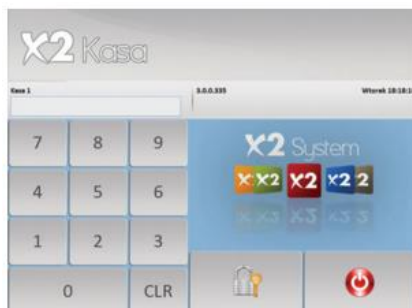 X2 Kasa
Kasa 1 3.0.0.335 Wtorek 18:18:1
7 8 9
X2 System
4 5 6
X X2 X2 X2 2
1 2 3
0 CLR